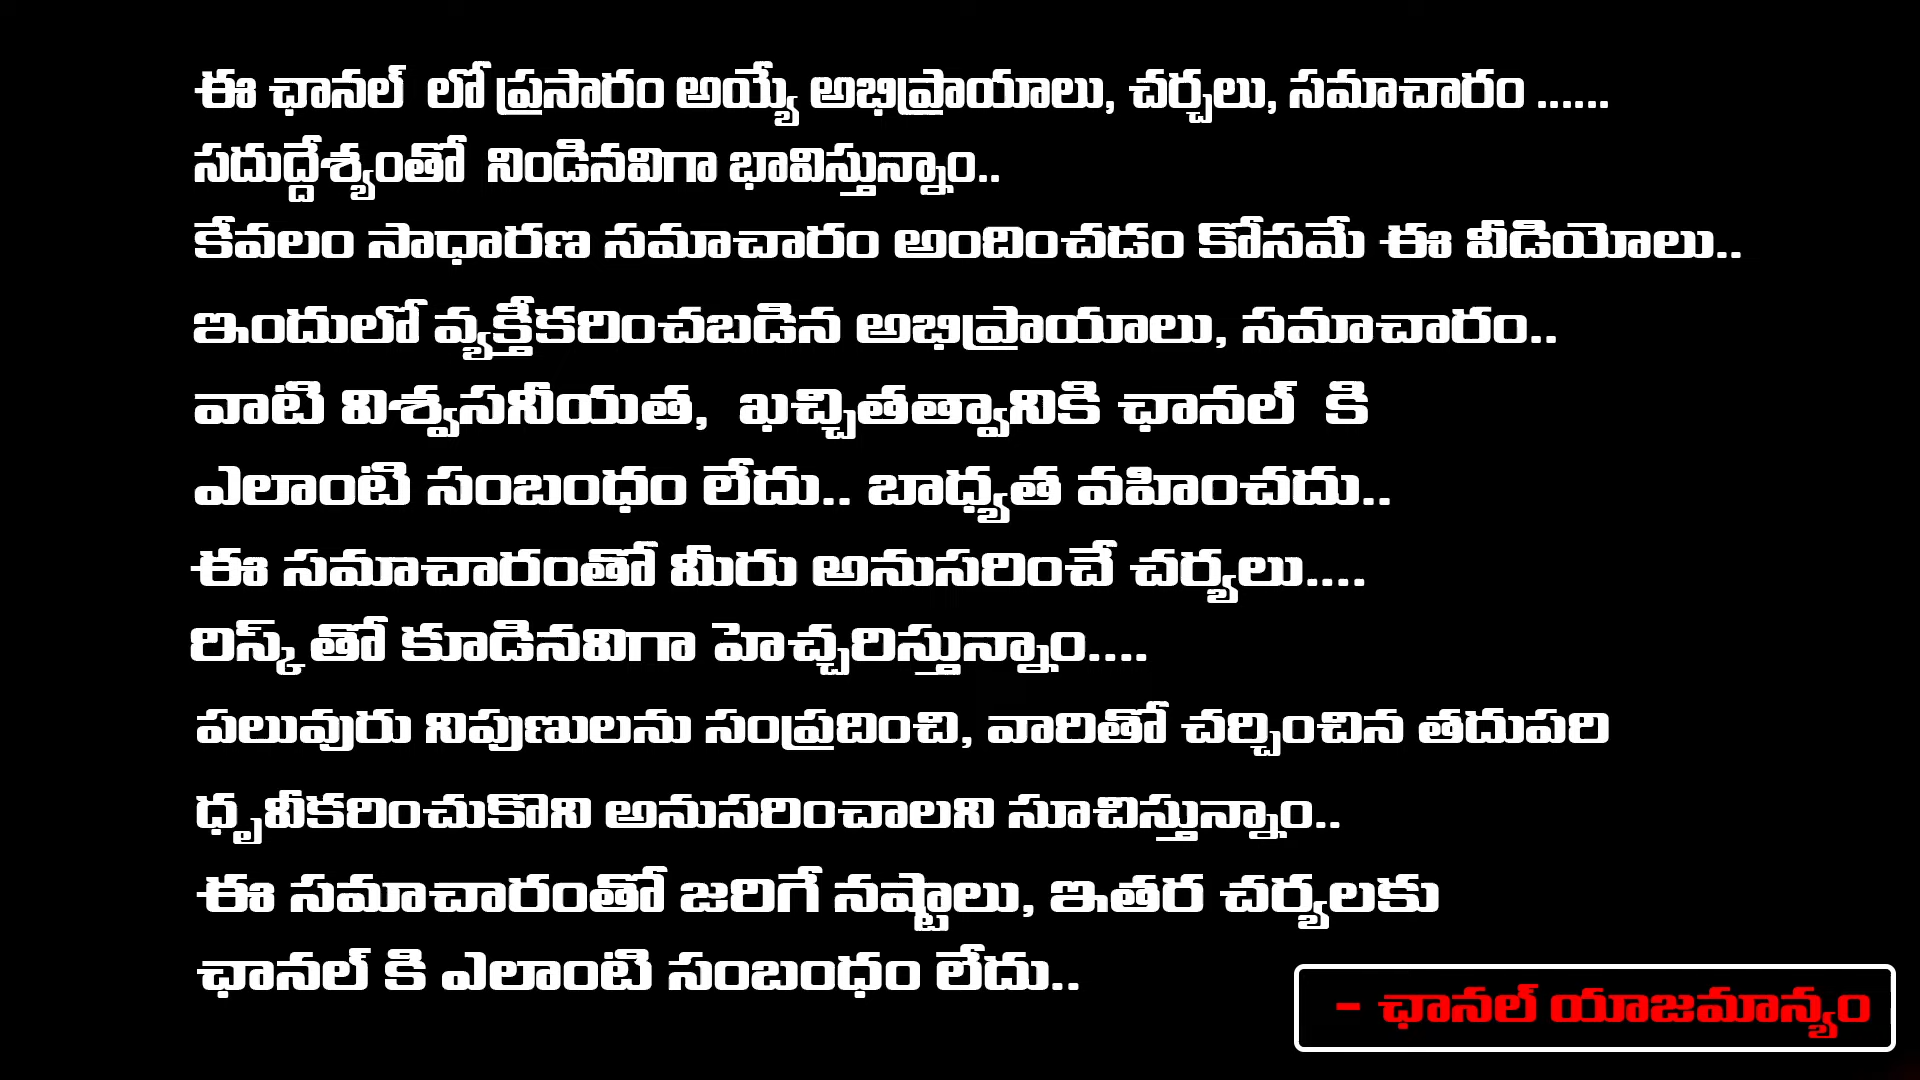 ఈ ఛానల్ లో ప్రసారం అయ్యే అభిప్రాయాలు, చర్చలు, సమాచారం ......
సదుద్దేశ్యంతో నిండినవిగా భావిస్తున్నాం..
కేవలం సాధారణ సమాచారం అందించడం కోసమే ఈ వీడియోలు..
ఇందులో వ్యక్తీకరించబడిన అభిప్రాయాలు, సమాచారం..
వాటి విశ్వసనీయత, ఖచ్చితత్వానికి ఛానల్ కి
ఎలాంటి సంబంధం లేదు.. బాధ్యత వహించదు..
ఈ సమాచారంతో మీరు అనుసరించే చర్యలు....
రిస్క్ తో కూడినవిగా హెచ్చరిస్తున్నాం....
పలువురు నిపుణులను సంప్రదించి, వారితో చర్చించిన తదుపరి
ధృవీకరించుకొని అనుసరించాలని సూచిస్తున్నాం..
ఈ సమాచారంతో జరిగే నష్టాలు, ఇతర చర్యలకు
ఛానల్ కి ఎలాంటి సంబంధం లేదు..
- ఛానల్ యాజమాన్యం